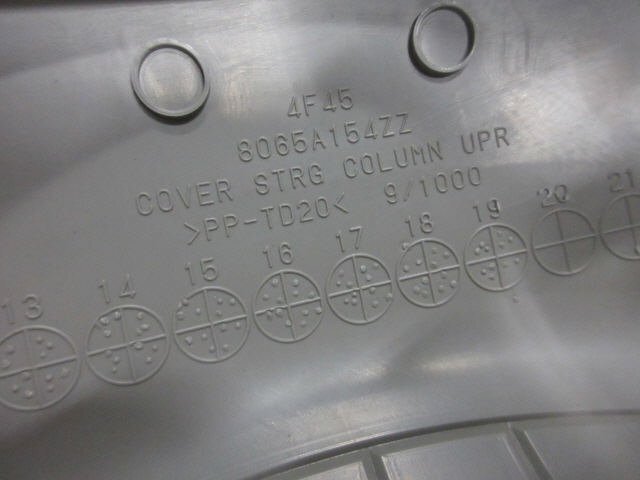 4F45
8065A154ZZ
COVER STRG COLUMN UPR
>PP-TD20< 9/1000
13 14 15 16 17 18 19 20 21